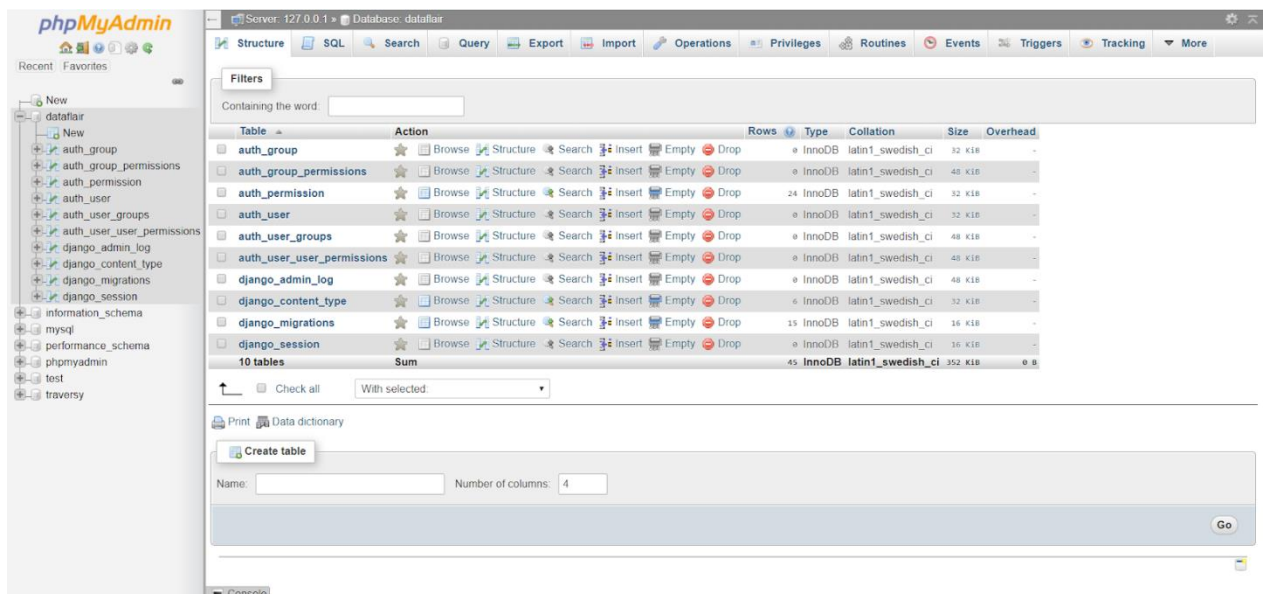 phpMyAdmin
Recent Favorites
New
dataflair
New
auth_group
auth_group_permissions
auth_permission
auth_user
auth_user_groups
auth_user_user_permissions
django_admin_log
django_content_type
django_migrations
django_session
information_schema
mysql
performance_schema
phpmyadmin
test
traversy
Server: 127.0.0.1 » Database: dataflair
Structure SQL Search Query Export Import Operations Privileges Routines Events Triggers Tracking More
Filters
Containing the word:
Table Action Rows Type Collation Size Overhead
auth_group Browse Structure Search Insert Empty Drop 0 InnoDB latin1_swedish_ci 32 KiB -
auth_group_permissions Browse Structure Search Insert Empty Drop 0 InnoDB latin1_swedish_ci 48 KiB -
auth_permission Browse Structure Search Insert Empty Drop 24 InnoDB latin1_swedish_ci 32 KiB -
auth_user Browse Structure Search Insert Empty Drop 0 InnoDB latin1_swedish_ci 32 KiB -
auth_user_groups Browse Structure Search Insert Empty Drop 0 InnoDB latin1_swedish_ci 48 KiB -
auth_user_user_permissions Browse Structure Search Insert Empty Drop 0 InnoDB latin1_swedish_ci 48 KiB -
django_admin_log Browse Structure Search Insert Empty Drop 0 InnoDB latin1_swedish_ci 48 KiB -
django_content_type Browse Structure Search Insert Empty Drop 6 InnoDB latin1_swedish_ci 32 KiB -
django_migrations Browse Structure Search Insert Empty Drop 15 InnoDB latin1_swedish_ci 16 KiB -
django_session Browse Structure Search Insert Empty Drop 0 InnoDB latin1_swedish_ci 16 KiB -
10 tables Sum 45 InnoDB latin1_swedish_ci 352 KiB 0 B
Check all With selected:
Print Data dictionary
Create table
Name: Number of columns: 4
Go
Console